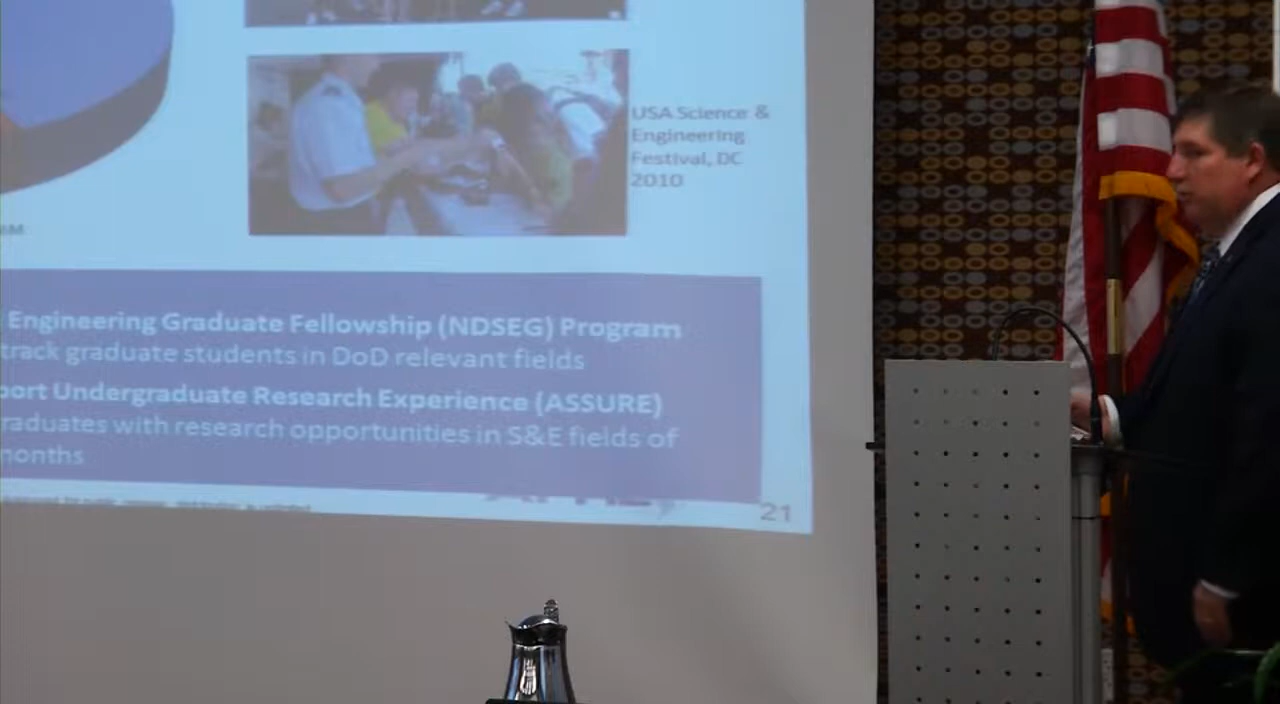 USA Science &
Engineering
Festival, DC
2010
Engineering Graduate Fellowship (NDSEG) Program
track graduate students in DoD relevant fields
port Undergraduate Research Experience (ASSURE)
raduates with research opportunities in S&E fields of
months
21